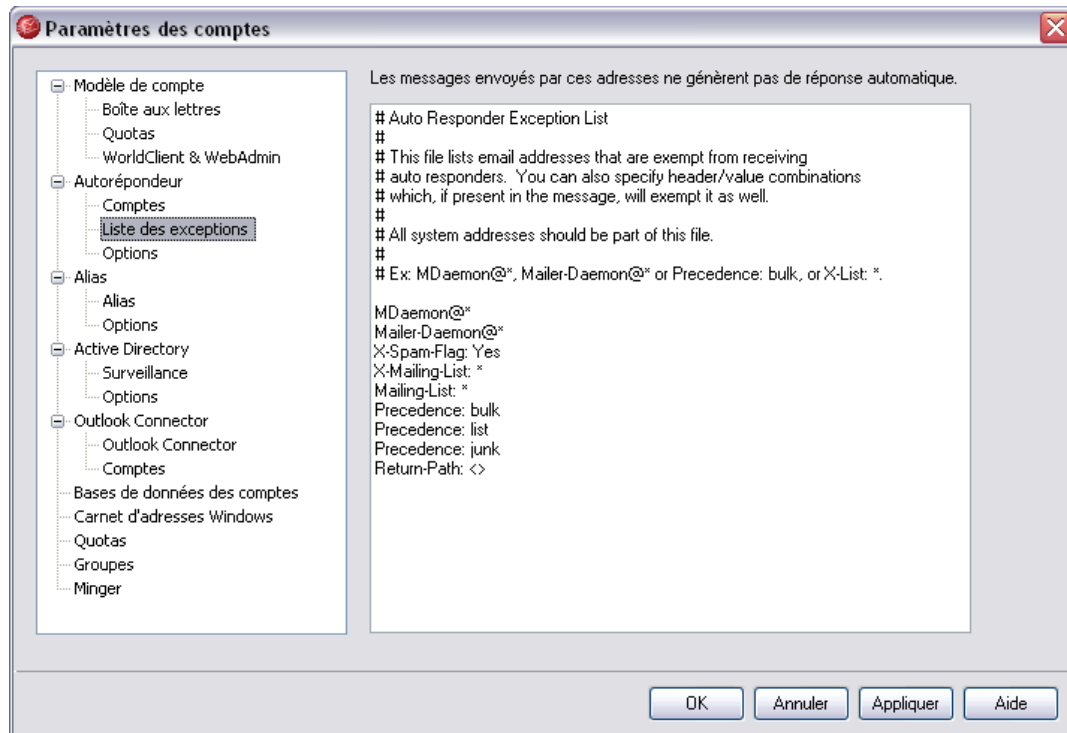 Paramètres des comptes
Modèle de compte
Boîte aux lettres
Quotas
WorldClient & WebAdmin
Autorépondeur
Comptes
Liste des exceptions
Options
Alias
Alias
Options
Active Directory
Surveillance
Options
Outlook Connector
Outlook Connector
Comptes
Bases de données des comptes
Carnet d'adresses Windows
Quotas
Groupes
Minger
Les messages envoyés par ces adresses ne génèrent pas de réponse automatique.
# Auto Responder Exception List
#
# This file lists email addresses that are exempt from receiving
# auto responders.  You can also specify header/value combinations
# which, if present in the message, will exempt it as well.
#
# All system addresses should be part of this file.
#
# Ex: MDaemon@*, Mailer-Daemon@* or Precedence: bulk, or X-List: *.
MDaemon@*
Mailer-Daemon@*
X-Spam-Flag: Yes
X-Mailing-List: *
Mailing-List: *
Precedence: bulk
Precedence: list
Precedence: junk
Return-Path: <>
OK
Annuler
Appliquer
Aide